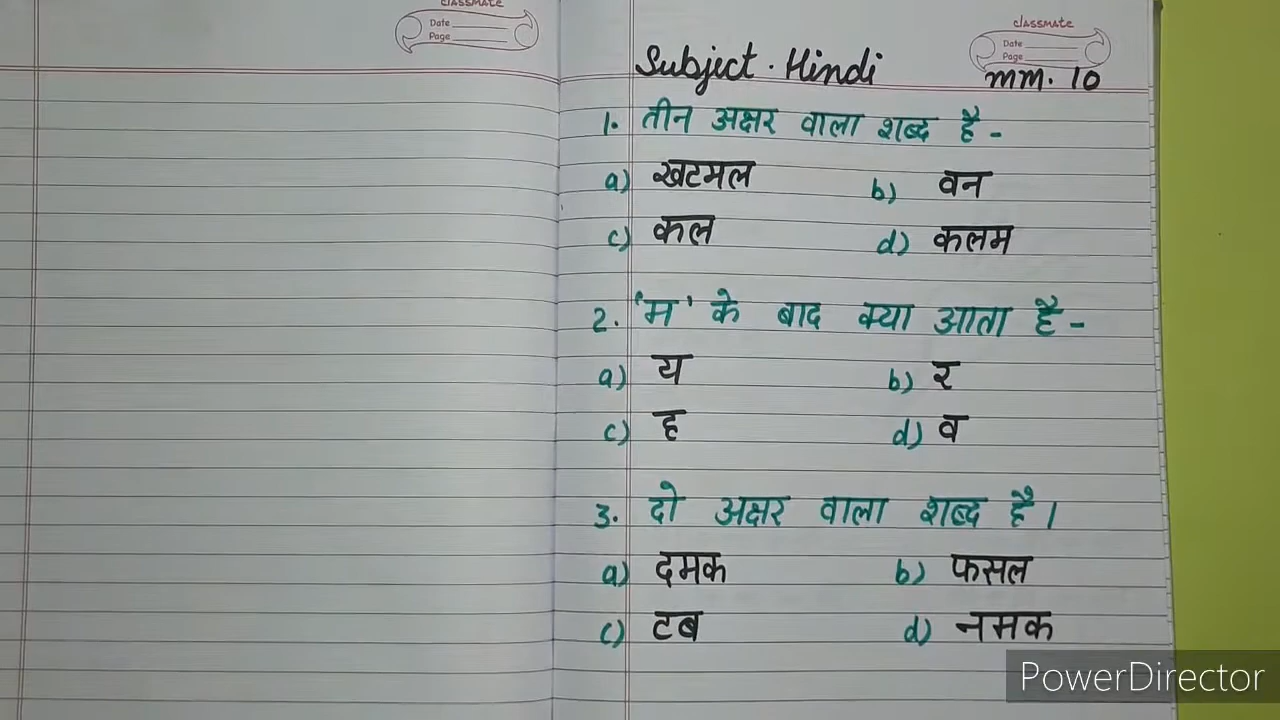 classmate
Date
Page
classmate
Date
Page
Subject. Hindi
MM. 10
1. तीन अक्षर वाला शब्द है -
a) खटमल b) वन
c) कल d) कलम
2. 'म' के बाद क्या आता है -
a) य b) र
c) ह d) व
3. दो अक्षर वाला शब्द है।
a) दमक b) फसल
c) टब d) नमक
PowerDirector